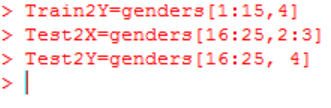 > Train2Y=genders[1:15,4]
> Test2X=genders[16:25,2:3]
> Test2Y=genders[16:25, 4]
>